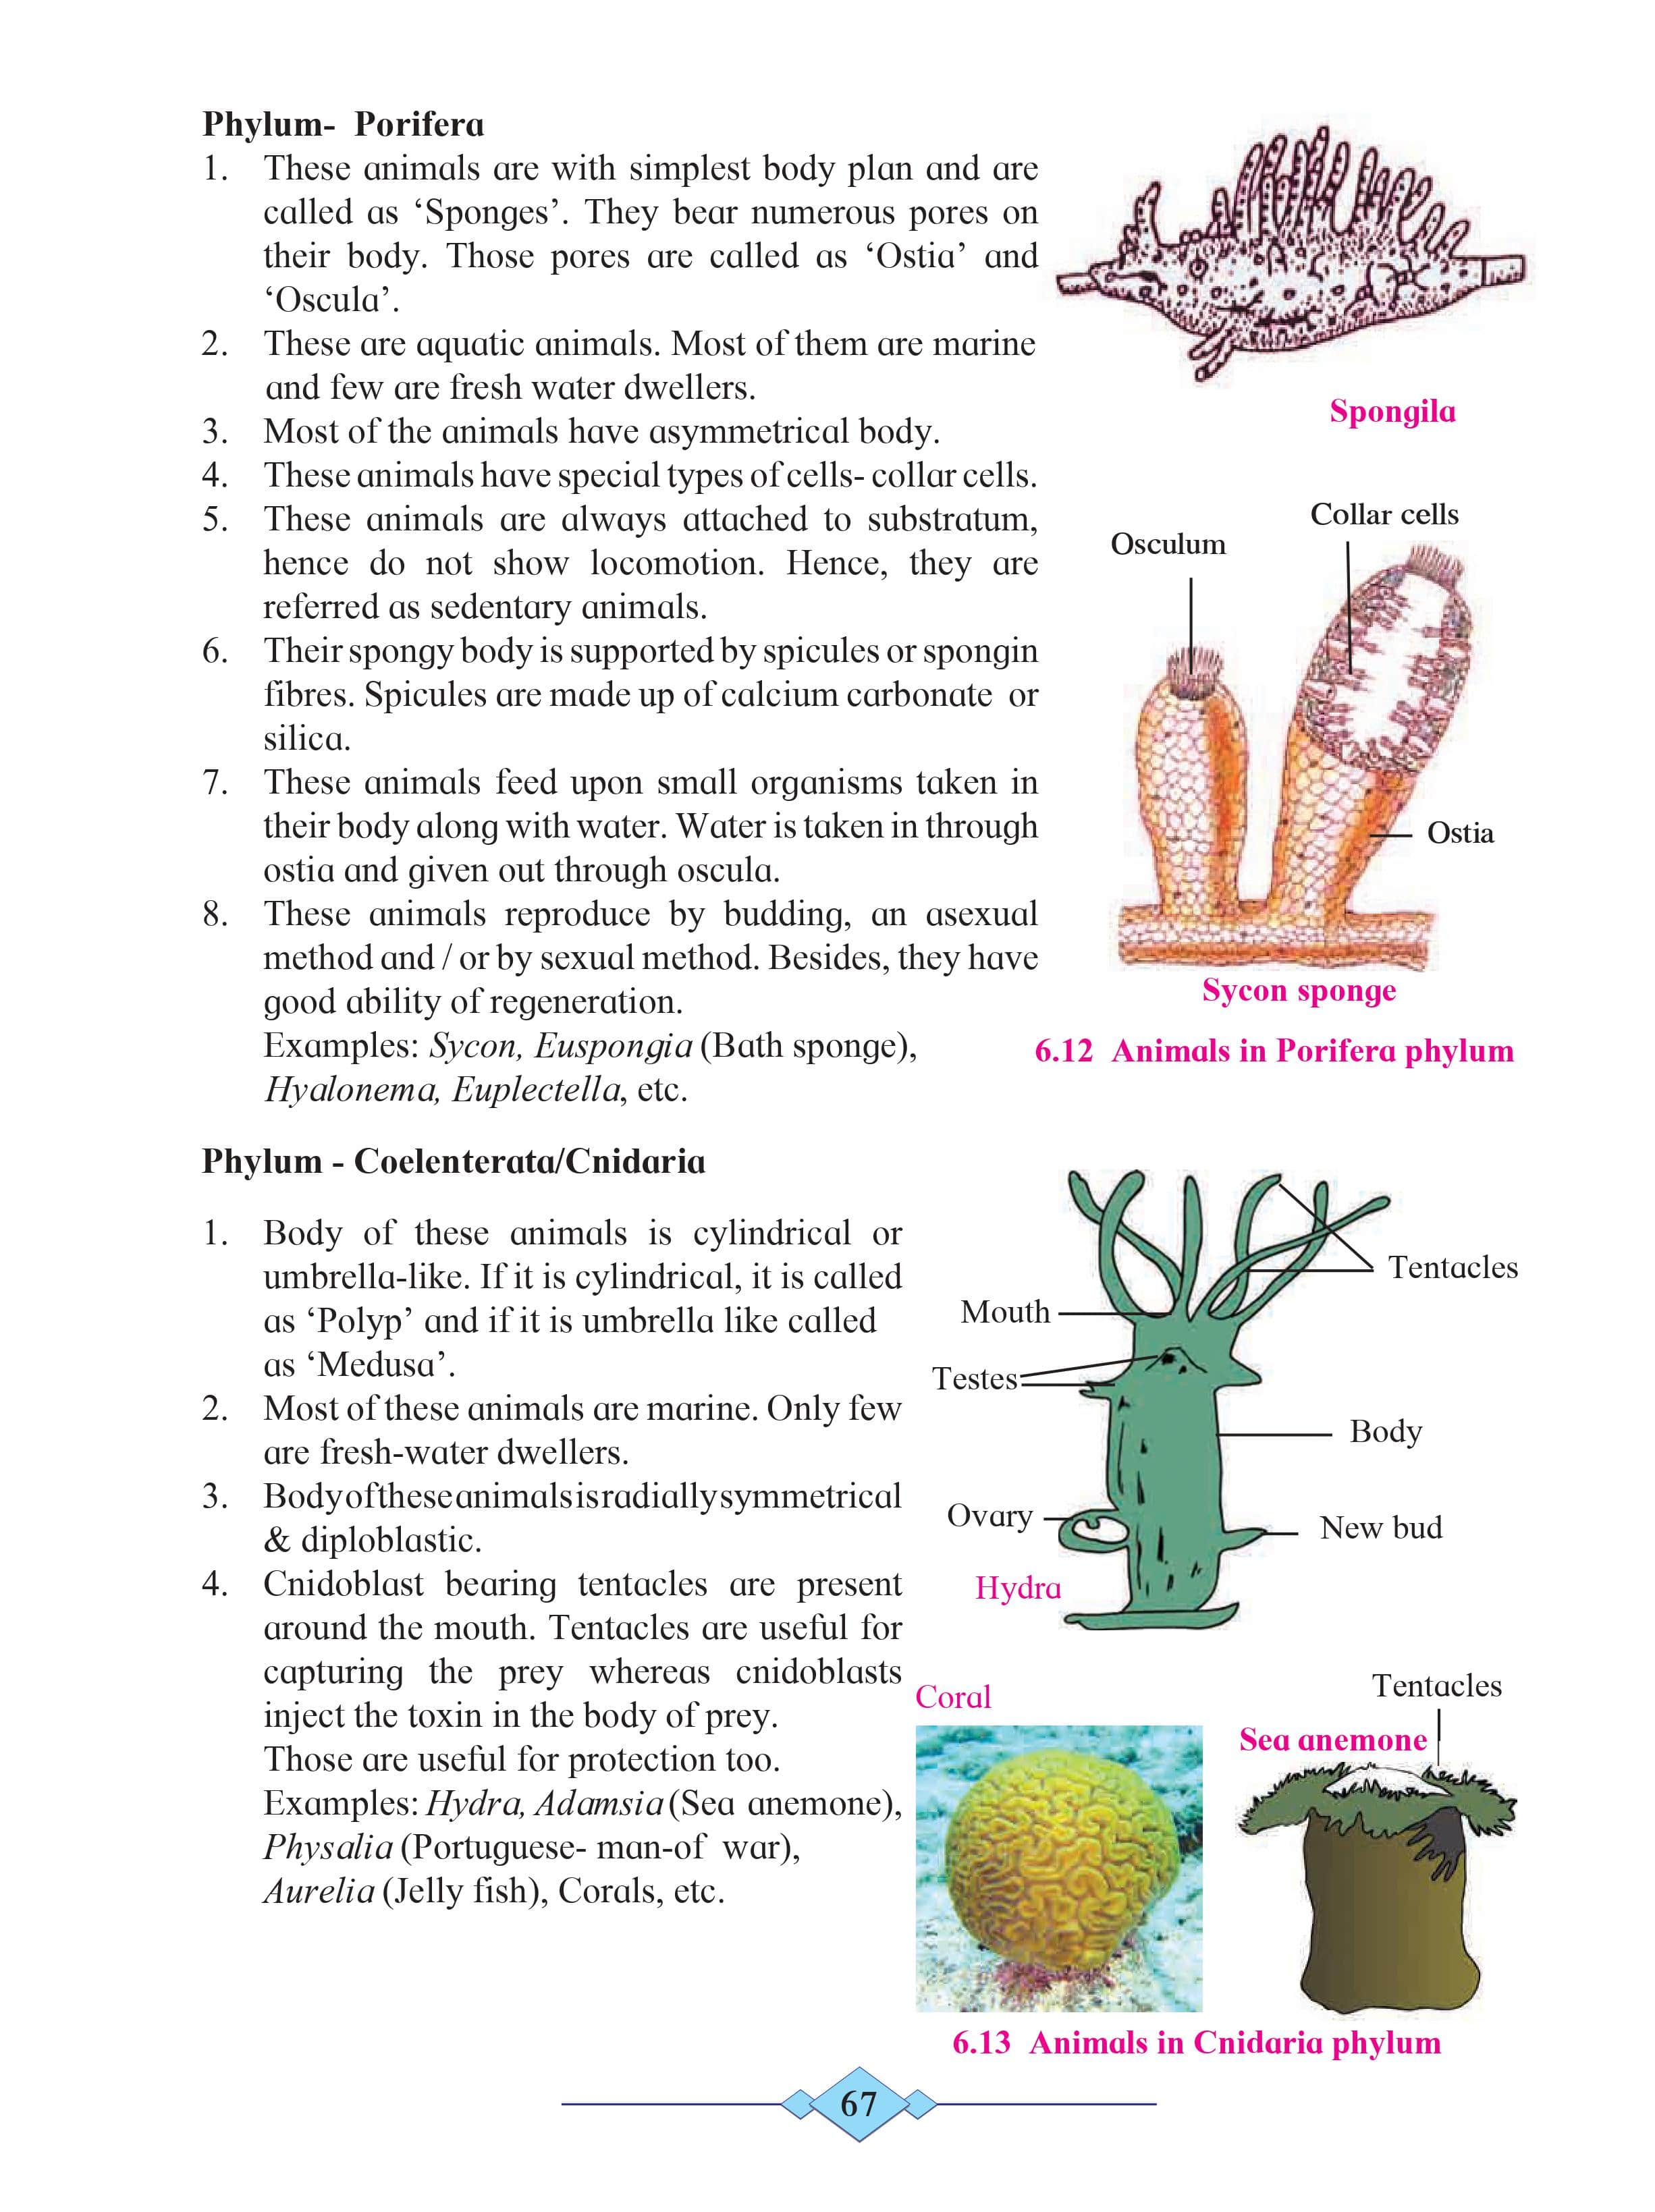 Phylum-  Porifera
1. These animals are with simplest body plan and are
called as ‘Sponges’. They bear numerous pores on
their body. Those pores are called as ‘Ostia’ and
‘Oscula’.
2. These are aquatic animals. Most of them are marine
and few are fresh water dwellers.
3. Most of the animals have asymmetrical body.
4. These animals have special types of cells- collar cells.
5. These animals are always attached to substratum,
hence do not show locomotion. Hence, they are
referred as sedentary animals.
6. Their spongy body is supported by spicules or spongin
fibres. Spicules are made up of calcium carbonate or
silica.
7. These animals feed upon small organisms taken in
their body along with water. Water is taken in through
ostia and given out through oscula.
8. These animals reproduce by budding, an asexual
method and / or by sexual method. Besides, they have
good ability of regeneration.
Examples: Sycon, Euspongia (Bath sponge),
Hyalonema, Euplectella, etc.
Spongila
Collar cells
Osculum
Ostia
Sycon sponge
6.12 Animals in Porifera phylum
Phylum - Coelenterata/Cnidaria
1. Body of these animals is cylindrical or
umbrella-like. If it is cylindrical, it is called
as ‘Polyp’ and if it is umbrella like called
as ‘Medusa’.
2. Most of these animals are marine. Only few
are fresh-water dwellers.
3. Body of these animals is radially symmetrical
& diploblastic.
4. Cnidoblast bearing tentacles are present
around the mouth. Tentacles are useful for
capturing the prey whereas cnidoblasts
inject the toxin in the body of prey.
Those are useful for protection too.
Examples: Hydra, Adamsia (Sea anemone),
Physalia (Portuguese- man-of war),
Aurelia (Jelly fish), Corals, etc.
Tentacles
Mouth
Testes
Body
Ovary
New bud
Hydra
Coral
Tentacles
Sea anemone
6.13 Animals in Cnidaria phylum
67